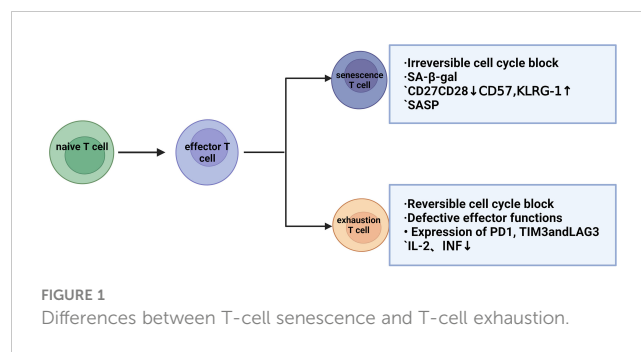 naive T cell
effector T
cell
senescence
T cell
·Irreversible cell cycle block
·SA-β-gal
`CD27CD28↓CD57,KLRG-1↑
`SASP
exhaustion
T cell
·Reversible cell cycle block
·Defective effector functions
• Expression of PD1, TIM3andLAG3
`IL-2、INF↓
FIGURE 1
Differences between T-cell senescence and T-cell exhaustion.